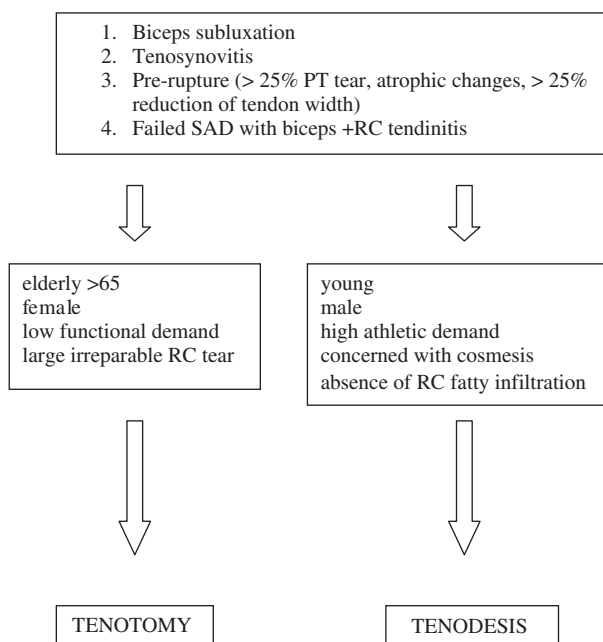 1. Biceps subluxation
2. Tenosynovitis
3. Pre-rupture (> 25% PT tear, atrophic changes, > 25%
reduction of tendon width)
4. Failed SAD with biceps +RC tendinitis
elderly >65
female
low functional demand
large irreparable RC tear
young
male
high athletic demand
concerned with cosmesis
absence of RC fatty infiltration
TENOTOMY
TENODESIS